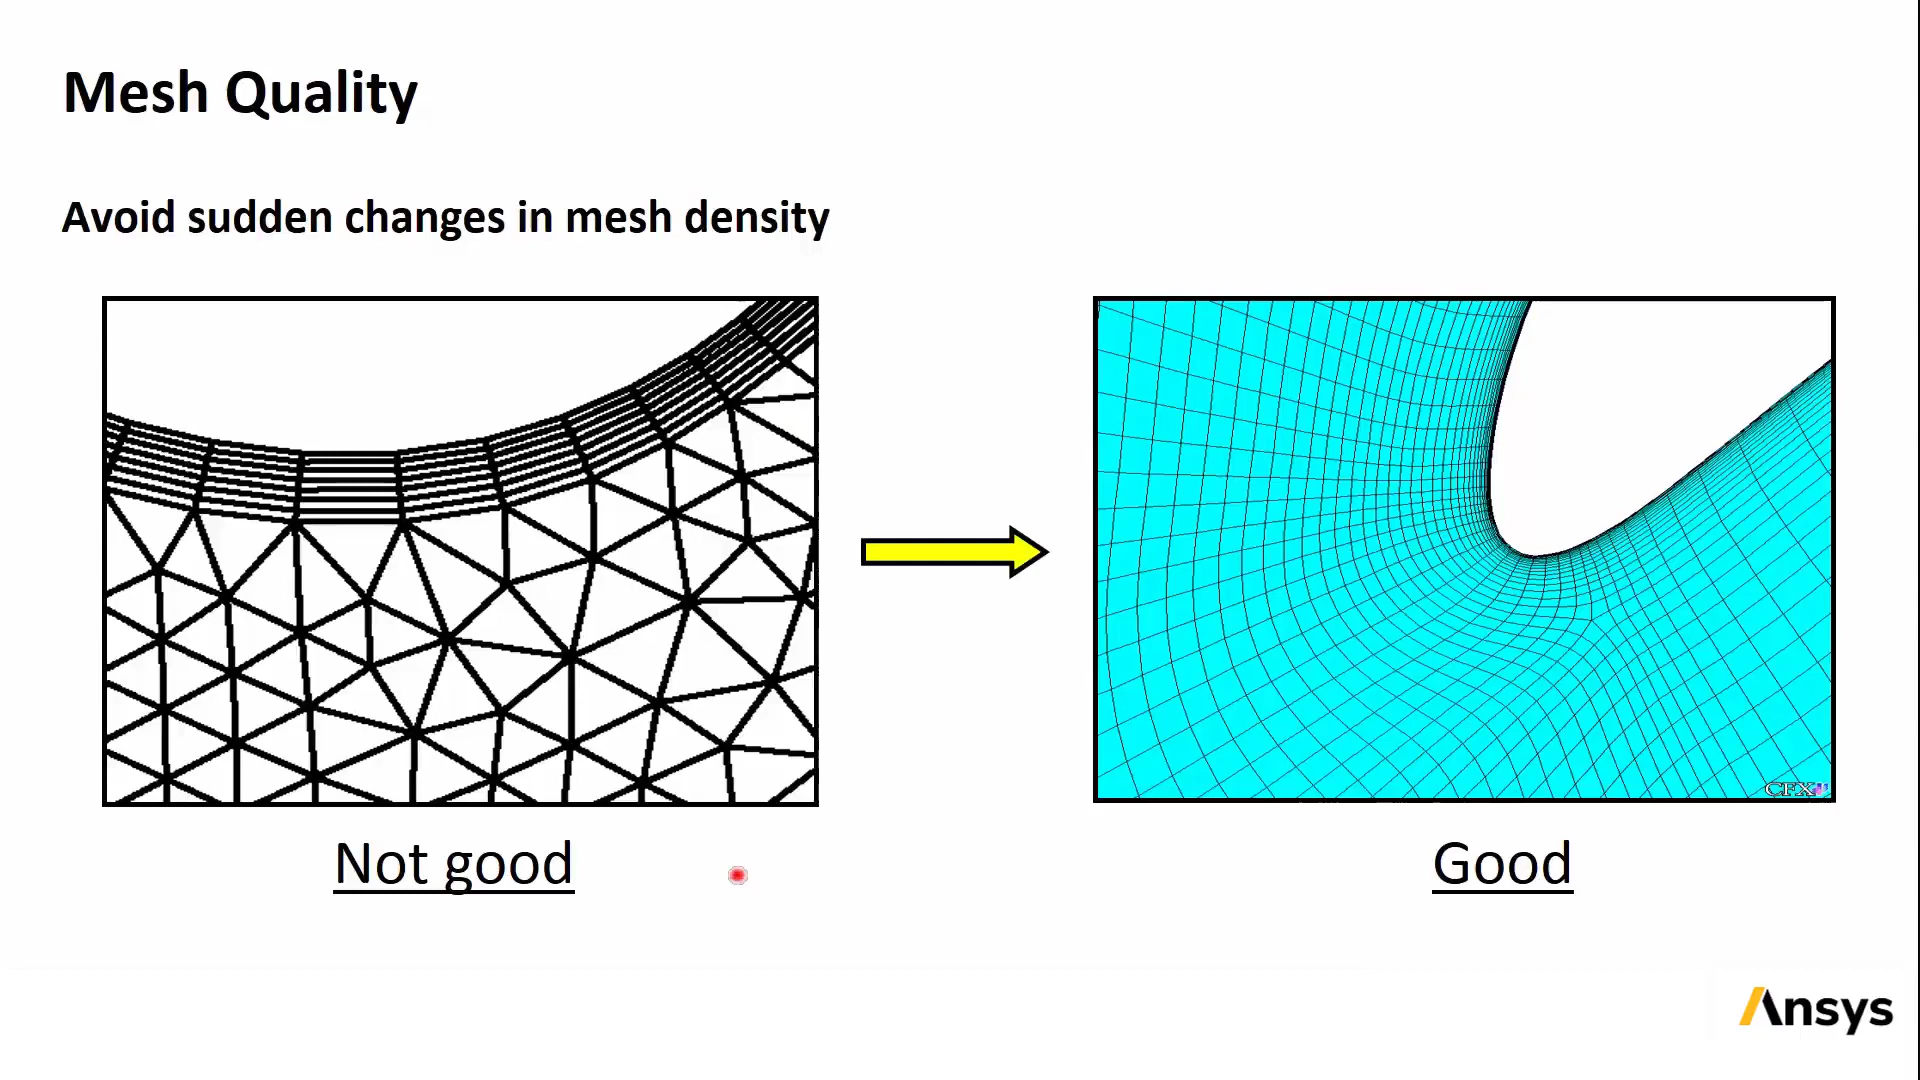 Mesh Quality
Avoid sudden changes in mesh density
CFX
Not good
Good
Ansys